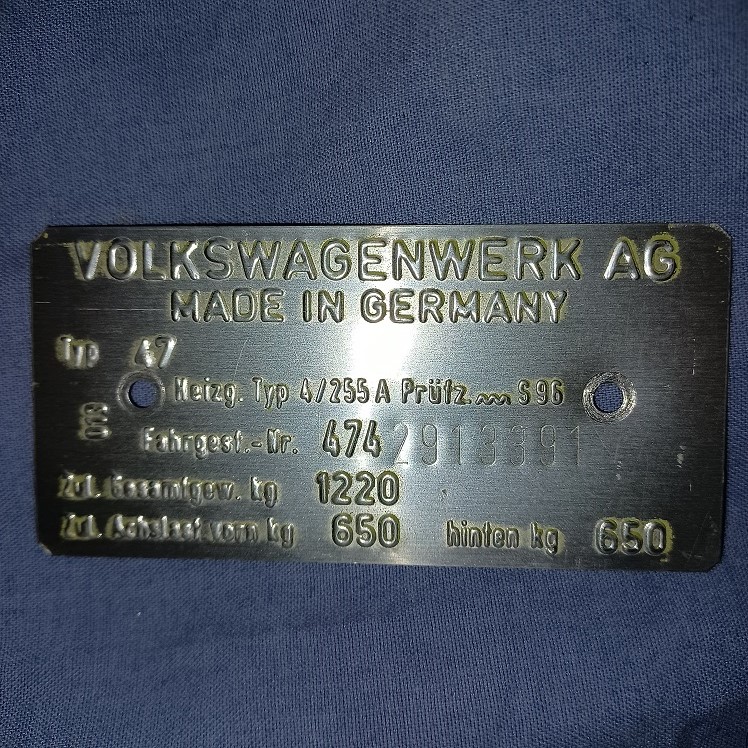 VOLKSWAGENWERK AG
MADE IN GERMANY
Typ 47
Heizg. Typ 4/255 A Prüfz. S 96
Fahrgest.-Nr. 474 2913391
zul. Gesamtgew. kg 1220
zul. Achslast vorn kg 650 hinten kg 650